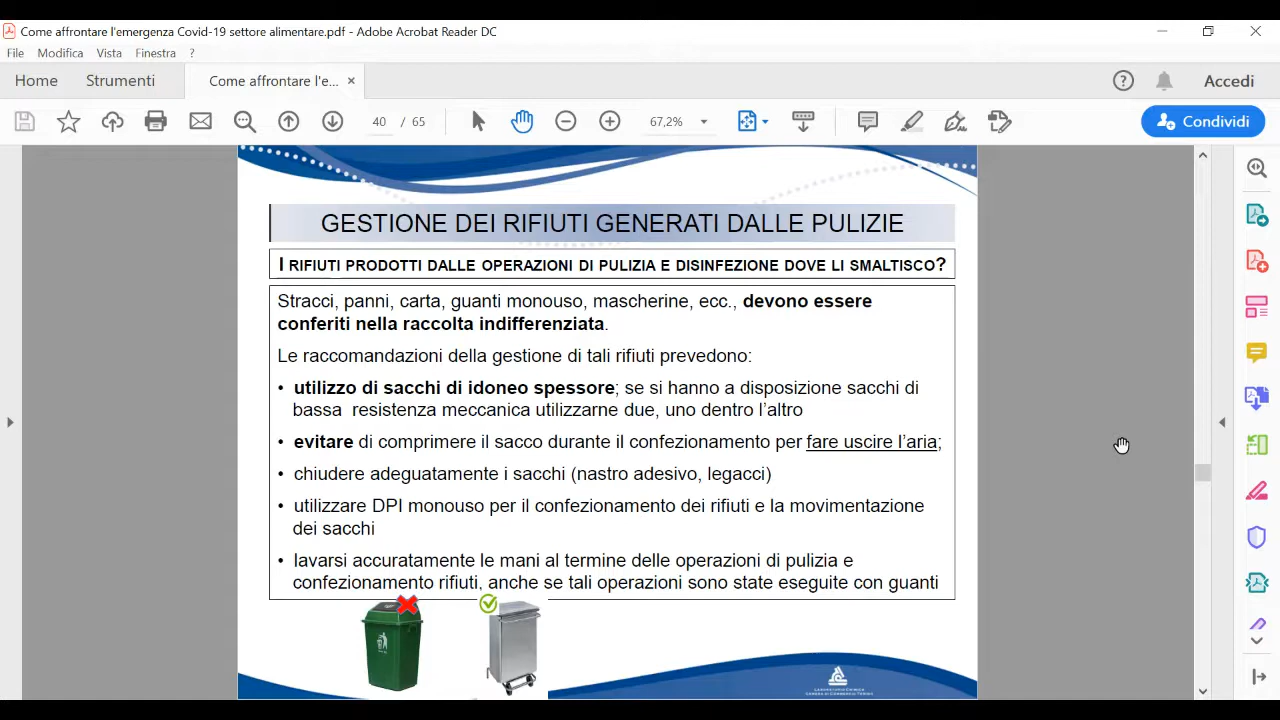 Come affrontare l'emergenza Covid-19 settore alimentare.pdf - Adobe Acrobat Reader DC
File Modifica Vista Finestra ?
Home Strumenti Come affrontare l'e... × Accedi
40 / 65 67,2% Condividi
GESTIONE DEI RIFIUTI GENERATI DALLE PULIZIE
I RIFIUTI PRODOTTI DALLE OPERAZIONI DI PULIZIA E DISINFEZIONE DOVE LI SMALTISCO?
Stracci, panni, carta, guanti monouso, mascherine, ecc., devono essere
conferiti nella raccolta indifferenziata.
Le raccomandazioni della gestione di tali rifiuti prevedono:
• utilizzo di sacchi di idoneo spessore; se si hanno a disposizione sacchi di
bassa resistenza meccanica utilizzarne due, uno dentro l'altro
• evitare di comprimere il sacco durante il confezionamento per fare uscire l'aria;
• chiudere adeguatamente i sacchi (nastro adesivo, legacci)
• utilizzare DPI monouso per il confezionamento dei rifiuti e la movimentazione
dei sacchi
• lavarsi accuratamente le mani al termine delle operazioni di pulizia e
confezionamento rifiuti, anche se tali operazioni sono state eseguite con guanti
LABORATORIO CHIMICO
CAMERA DI COMMERCIO TORINO